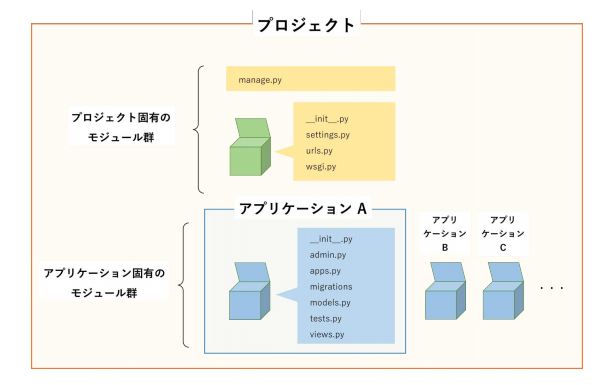 プロジェクト
manage.py
プロジェクト固有の
モジュール群
__init__.py
settings.py
urls.py
wsgi.py
アプリケーション A
アプリケーション固有の
モジュール群
__init__.py
admin.py
apps.py
migrations
models.py
tests.py
views.py
アプリ
ケーション
B
アプリ
ケーション
C
・・・